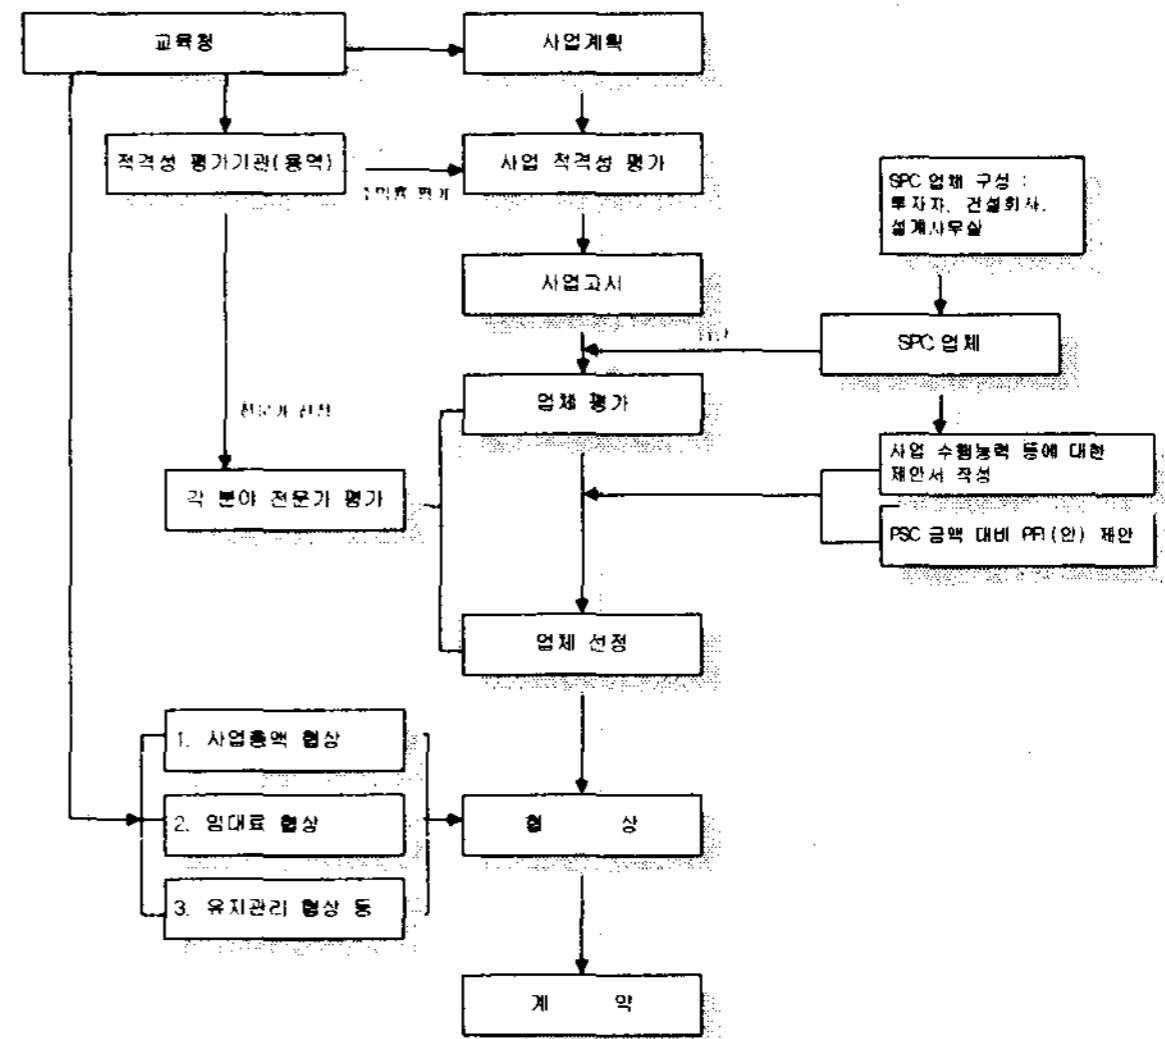 교육청
사업계획
적격성 평가기관(용역)
사업 적격성 평가
SPC 업체 구성 :
투자자, 건설회사,
설계사무실
사업고시
SPC 업체
업체 평가
사업 수행능력 등에 대한
제안서 작성
각 분야 전문가 평가
PSC 금액 대비 PFI(안) 제안
업체 선정
1. 사업총액 협상
2. 임대료 협상
협 상
3. 유지관리 협상 등
계 약